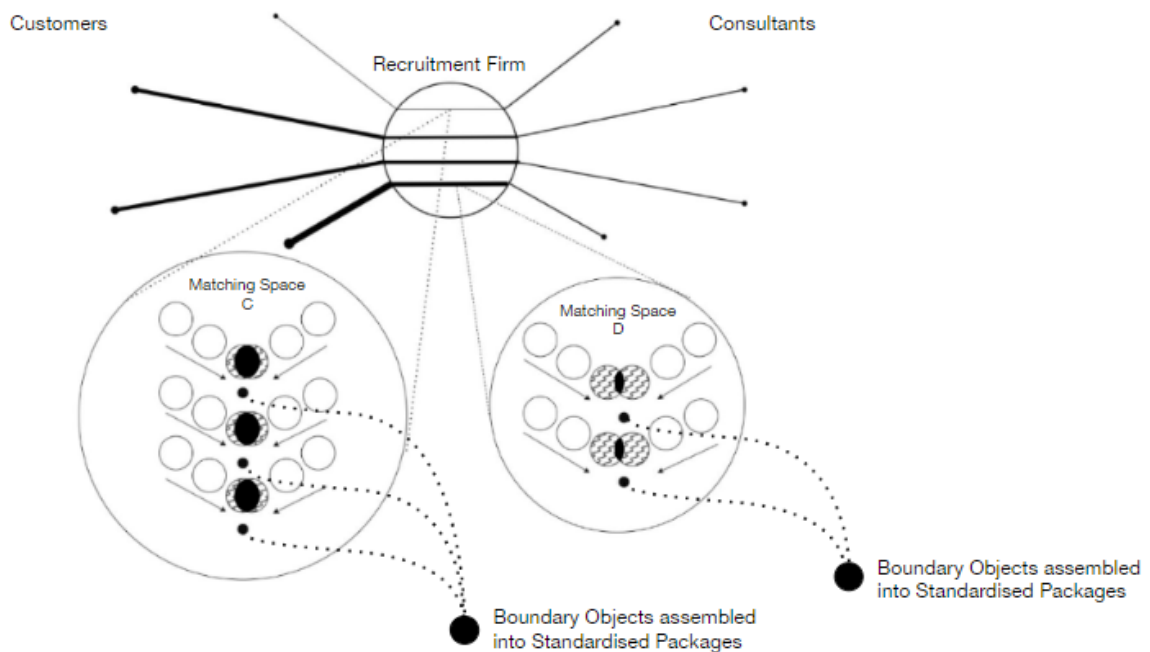 Customers
Consultants
Recruitment Firm
Matching Space
C
Matching Space
D
Boundary Objects assembled
into Standardised Packages
Boundary Objects assembled
into Standardised Packages